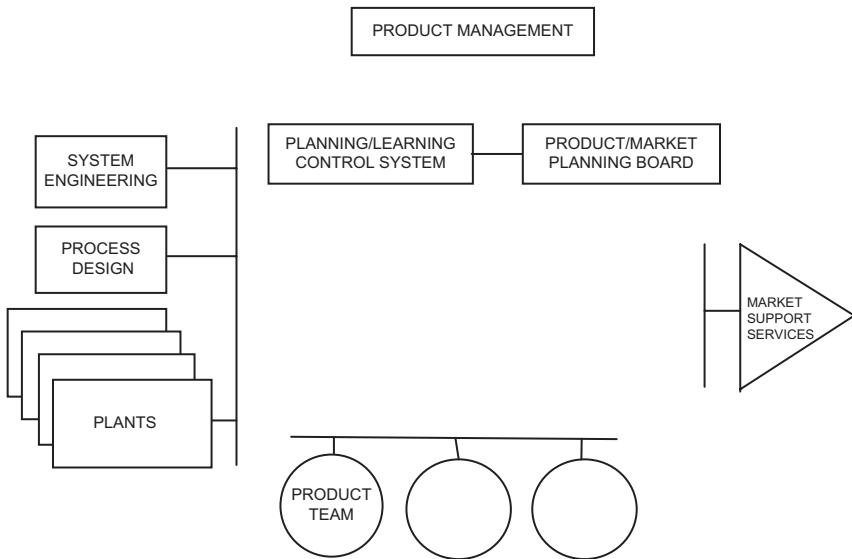 PRODUCT MANAGEMENT
PLANNING/LEARNING
CONTROL SYSTEM
PRODUCT/MARKET
PLANNING BOARD
SYSTEM
ENGINEERING
PROCESS
DESIGN
MARKET
SUPPORT
SERVICES
PLANTS
PRODUCT
TEAM